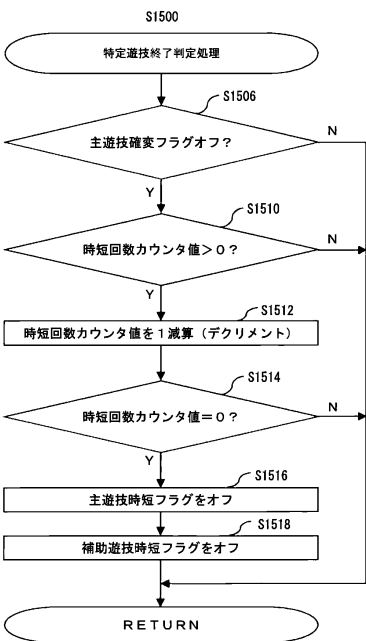 S1500
特定遊技終了判定処理
S1506
主遊技確変フラグオフ？
N
Y
S1510
時短回数カウンタ値＞０？
N
Y
S1512
時短回数カウンタ値を１減算（デクリメント）
S1514
時短回数カウンタ値＝０？
N
Y
S1516
主遊技時短フラグをオフ
S1518
補助遊技時短フラグをオフ
ＲＥＴＵＲＮ